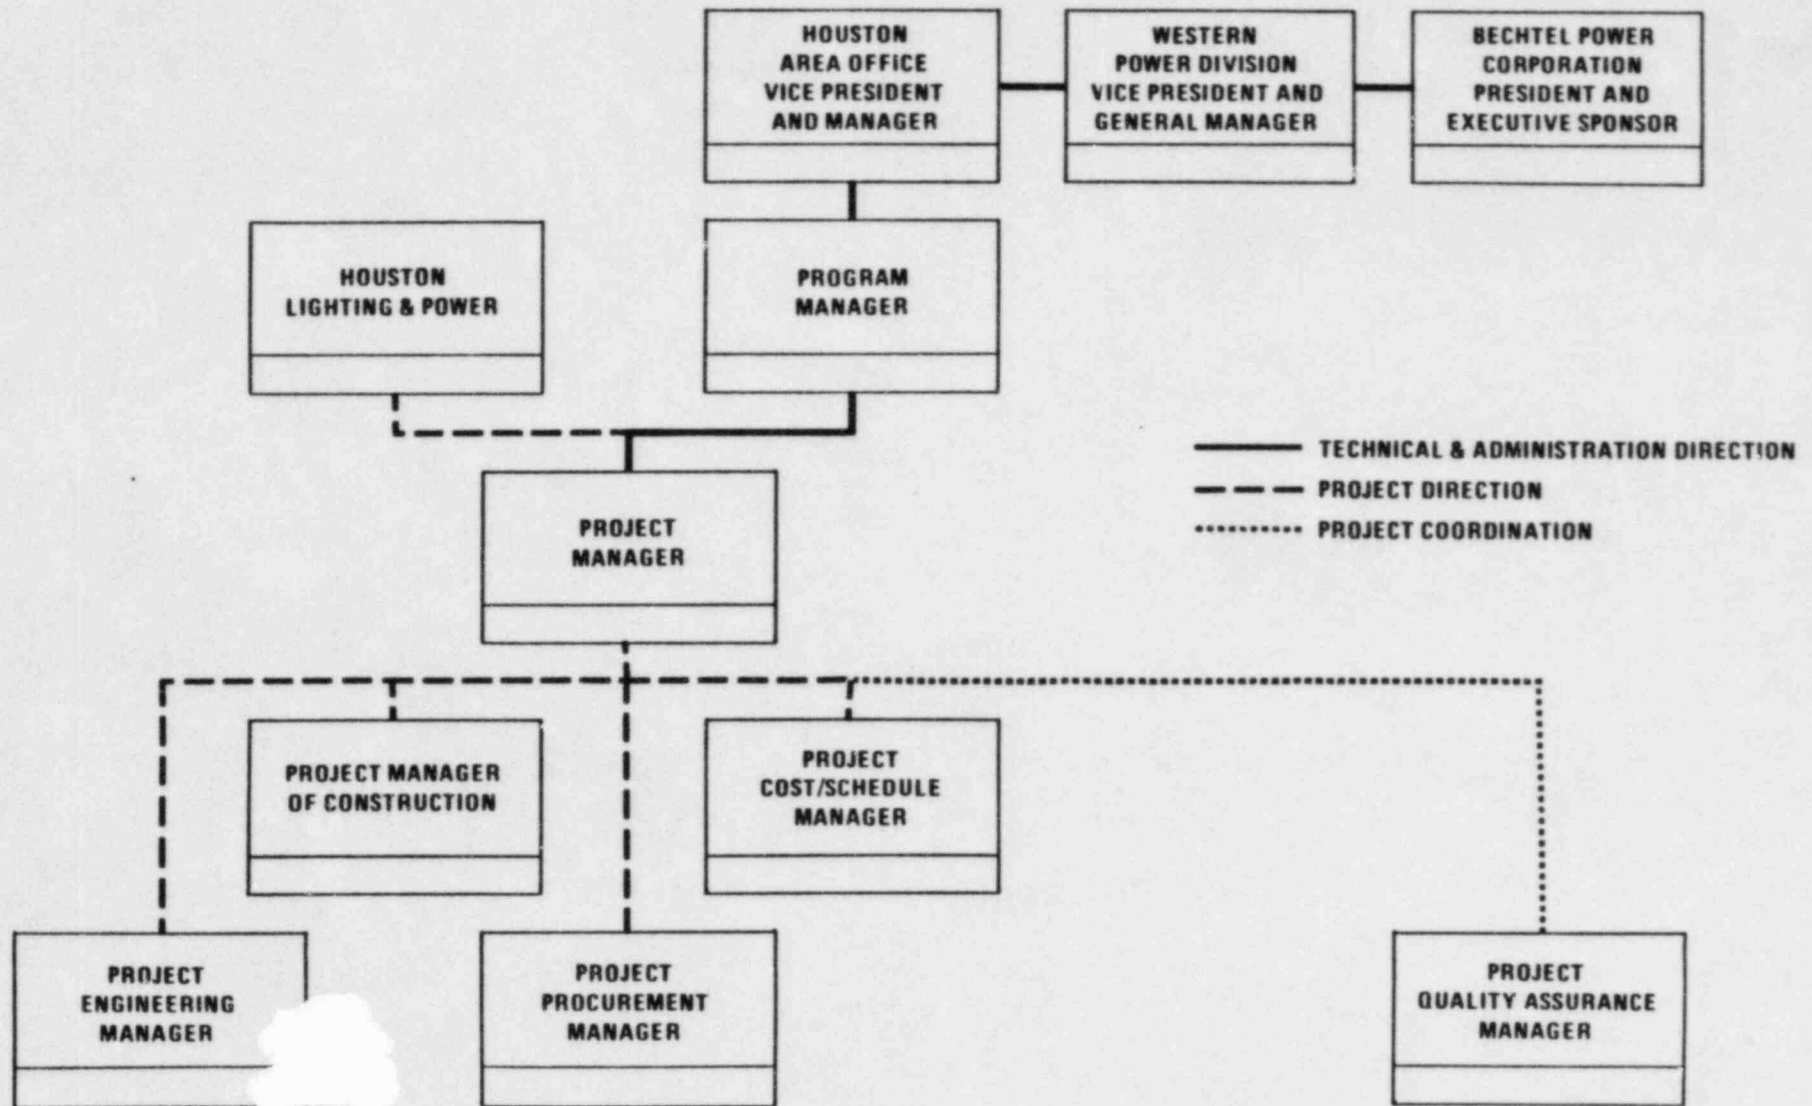 HOUSTON
AREA OFFICE
VICE PRESIDENT
AND MANAGER
WESTERN
POWER DIVISION
VICE PRESIDENT AND
GENERAL MANAGER
BECHTEL POWER
CORPORATION
PRESIDENT AND
EXECUTIVE SPONSOR
HOUSTON
LIGHTING & POWER
PROGRAM
MANAGER
TECHNICAL & ADMINISTRATION DIRECTION
PROJECT DIRECTION
PROJECT COORDINATION
PROJECT
MANAGER
PROJECT MANAGER
OF CONSTRUCTION
PROJECT
COST/SCHEDULE
MANAGER
PROJECT
ENGINEERING
MANAGER
PROJECT
PROCUREMENT
MANAGER
PROJECT
QUALITY ASSURANCE
MANAGER